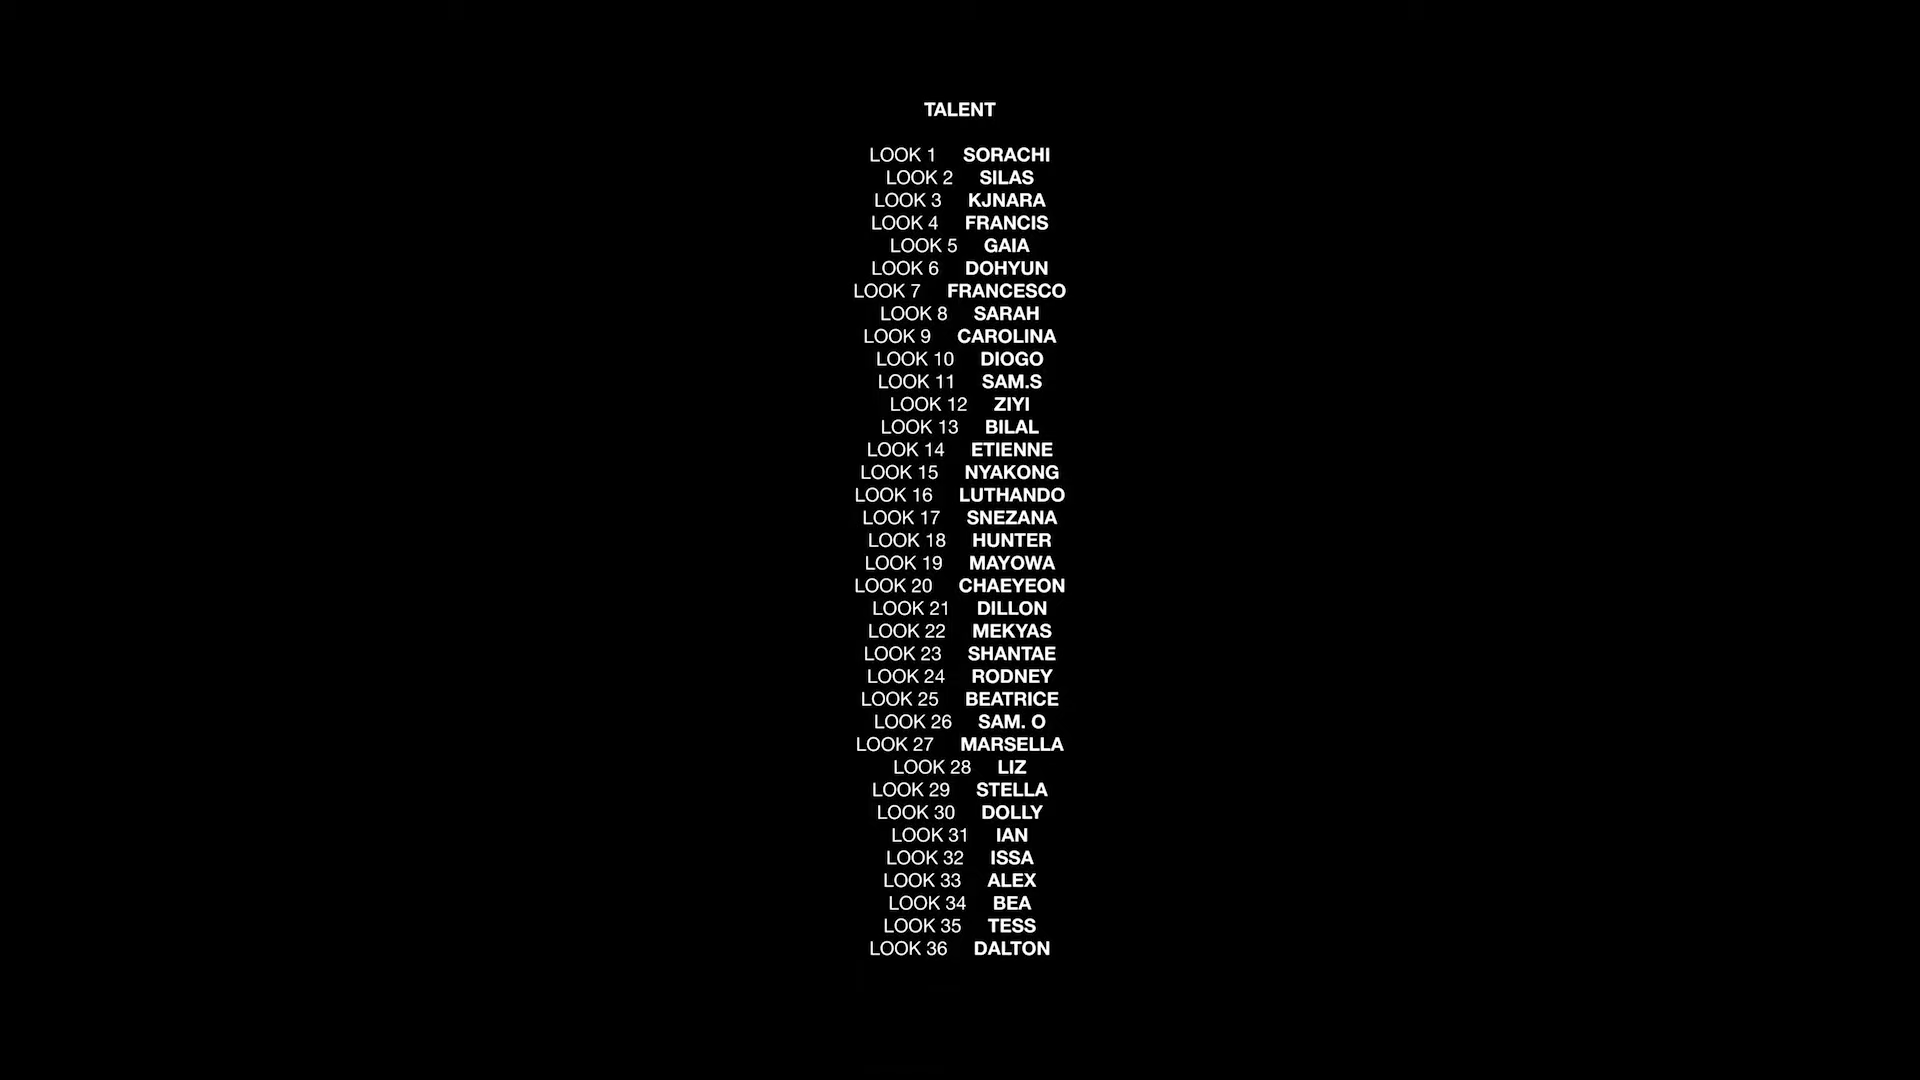 TALENT
LOOK 1 SORACHI
LOOK 2 SILAS
LOOK 3 KJNARA
LOOK 4 FRANCIS
LOOK 5 GAIA
LOOK 6 DOHYUN
LOOK 7 FRANCESCO
LOOK 8 SARAH
LOOK 9 CAROLINA
LOOK 10 DIOGO
LOOK 11 SAM.S
LOOK 12 ZIYI
LOOK 13 BILAL
LOOK 14 ETIENNE
LOOK 15 NYAKONG
LOOK 16 LUTHANDO
LOOK 17 SNEZANA
LOOK 18 HUNTER
LOOK 19 MAYOWA
LOOK 20 CHAEYEON
LOOK 21 DILLON
LOOK 22 MEKYAS
LOOK 23 SHANTAE
LOOK 24 RODNEY
LOOK 25 BEATRICE
LOOK 26 SAM. O
LOOK 27 MARSELLA
LOOK 28 LIZ
LOOK 29 STELLA
LOOK 30 DOLLY
LOOK 31 IAN
LOOK 32 ISSA
LOOK 33 ALEX
LOOK 34 BEA
LOOK 35 TESS
LOOK 36 DALTON